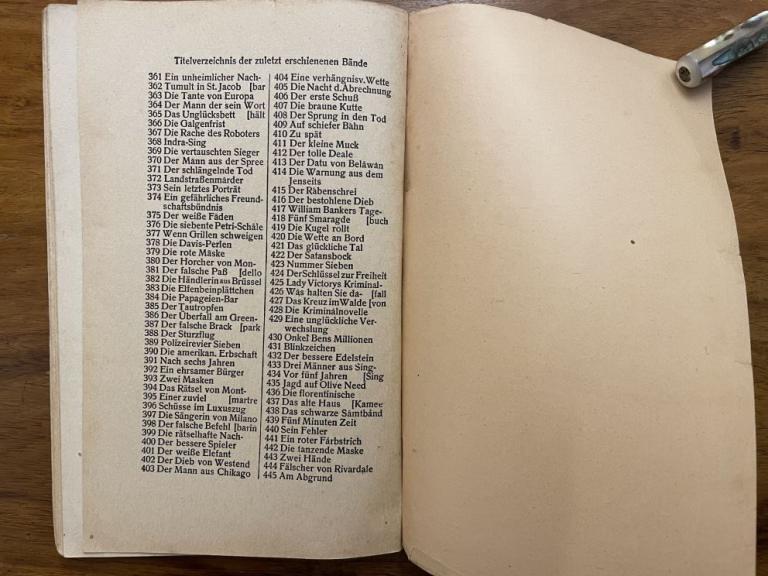 Titelverzeichnis der zuletzt erschienenen Bände
361 Ein unheimlicher Nach-
362 Tumult in St. Jacob [bar
363 Die Tante von Europa
364 Der Mann der sein Wort
365 Das Unglücksbett [hält
366 Die Galgenfrist
367 Die Rache des Roboters
368 Indra-Sing
369 Die vertauschten Sieger
370 Der Mann aus der Spree
371 Der schlängelnde Tod
372 Landstraßenmarder
373 Sein letztes Porträt
374 Ein gefährliches Freund-
schaftsbündnis
375 Der weiße Faden
376 Die siebente Petri-Schale
377 Wenn Grillen schweigen
378 Die Davis-Perlen
379 Die rote Maske
380 Der Horcher von Mon-
381 Der falsche Paß [dello
382 Die Händlerin aus Brüssel
383 Die Elfenbeinplättchen
384 Die Papageien-Bar
385 Der Tautropfen
386 Der Überfall am Green-
387 Der falsche Brack [park
388 Der Sturzflug
389 Polizeirevier Sieben
390 Die amerikan. Erbschaft
391 Nach sechs Jahren
392 Ein ehrsamer Bürger
393 Zwei Masken
394 Das Rätsel von Mont-
395 Einer zuviel [martre
396 Schüsse im Luxuszug
397 Die Sängerin von Milano
398 Der falsche Befehl [barin
399 Die rätselhafte Nach-
400 Der bessere Spieler
401 Der weiße Elefant
402 Der Dieb von Westend
403 Der Mann aus Chikago
404 Eine verhängnisv. Wette
405 Die Nacht d. Abrechnung
406 Der erste Schuß
407 Die braune Kutte
408 Der Sprung in den Tod
409 Auf schiefer Bahn
410 Zu spät
411 Der kleine Muck
412 Der tolle Deale
413 Der Datu von Belawan
414 Die Warnung aus dem
Jenseits
415 Der Rabenschrei
416 Der bestohlene Dieb
417 William Bankers Tage-
418 Fünf Smaragde [buch
419 Die Kugel rollt
420 Die Wette an Bord
421 Das glückliche Tal
422 Der Satansbock
423 Nummer Sieben
424 Der Schlüssel zur Freiheit
425 Lady Victorys Kriminal-
426 Was halten Sie da- [fall
427 Das Kreuz im Walde [von
428 Die Kriminalnovelle
429 Eine unglückliche Ver-
wechslung
430 Onkel Bens Millionen
431 Blinkzeichen
432 Der bessere Edelstein
433 Drei Männer aus Sing-
434 Vor fünf Jahren [Sing
435 Jagd auf Olive Need
436 Die florentinische
437 Das alte Haus [Kamee
438 Das schwarze Samtband
439 Fünf Minuten Zeit
440 Sein Fehler
441 Ein roter Farbstrich
442 Die tanzende Maske
443 Zwei Hände
444 Fälscher von Rivardale
445 Am Abgrund